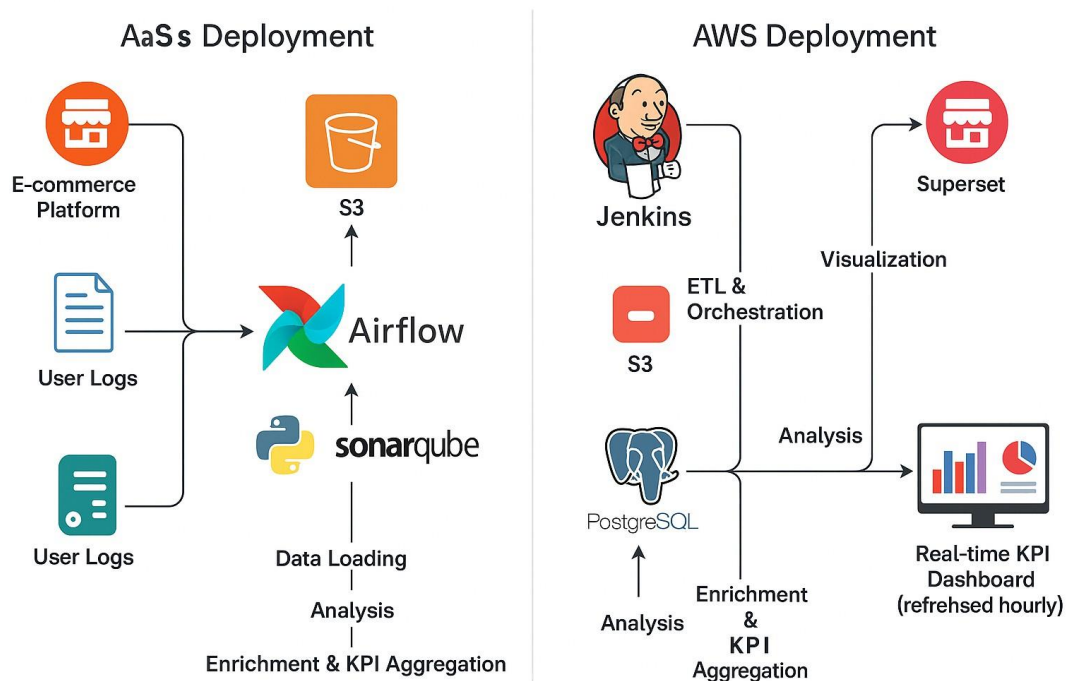 AaSs Deployment
E-commerce
Platform
S3
User Logs
Airflow
sonarqube
User Logs
Data Loading
Analysis
Enrichment & KPI Aggregation
AWS Deployment
Jenkins
Superset
Visualization
ETL &
Orchestration
S3
Analysis
PostgreSQL
Real-time KPI
Dashboard
(refrehsed hourly)
Analysis
Enrichment
&
KPI
Aggregation